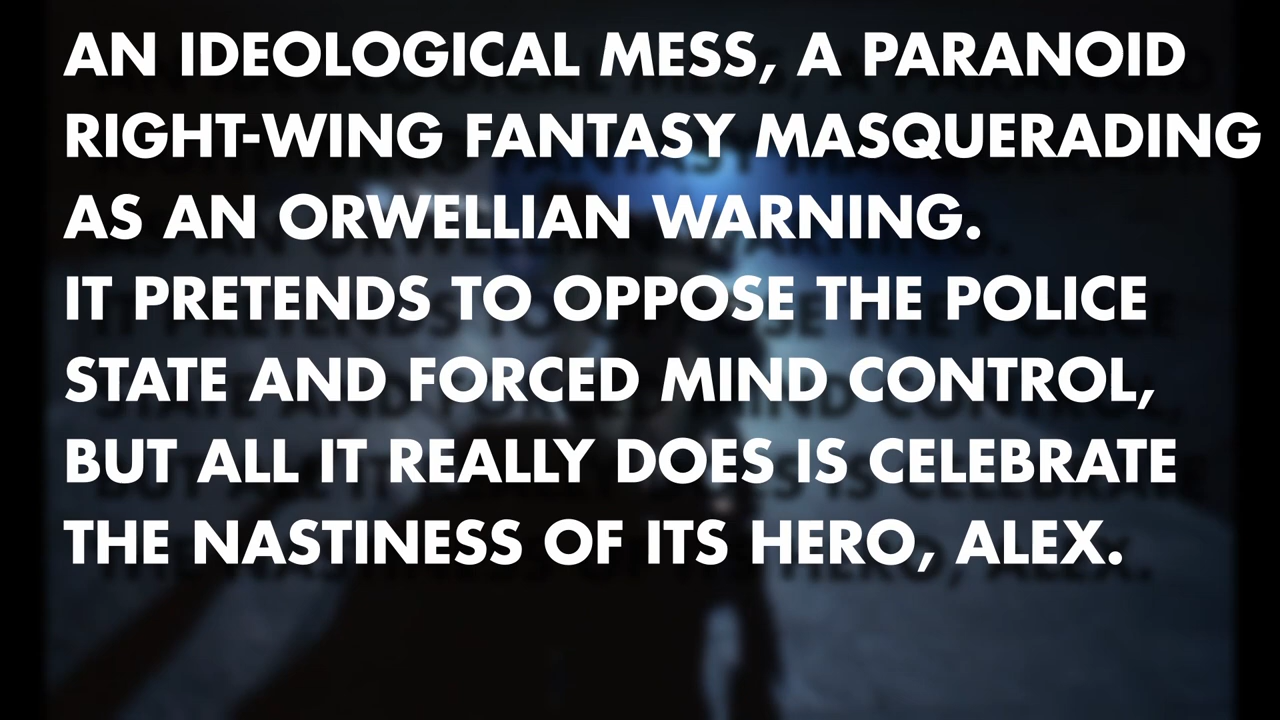 AN IDEOLOGICAL MESS, A PARANOID
RIGHT-WING FANTASY MASQUERADING
AS AN ORWELLIAN WARNING.
IT PRETENDS TO OPPOSE THE POLICE
STATE AND FORCED MIND CONTROL,
BUT ALL IT REALLY DOES IS CELEBRATE
THE NASTINESS OF ITS HERO, ALEX.